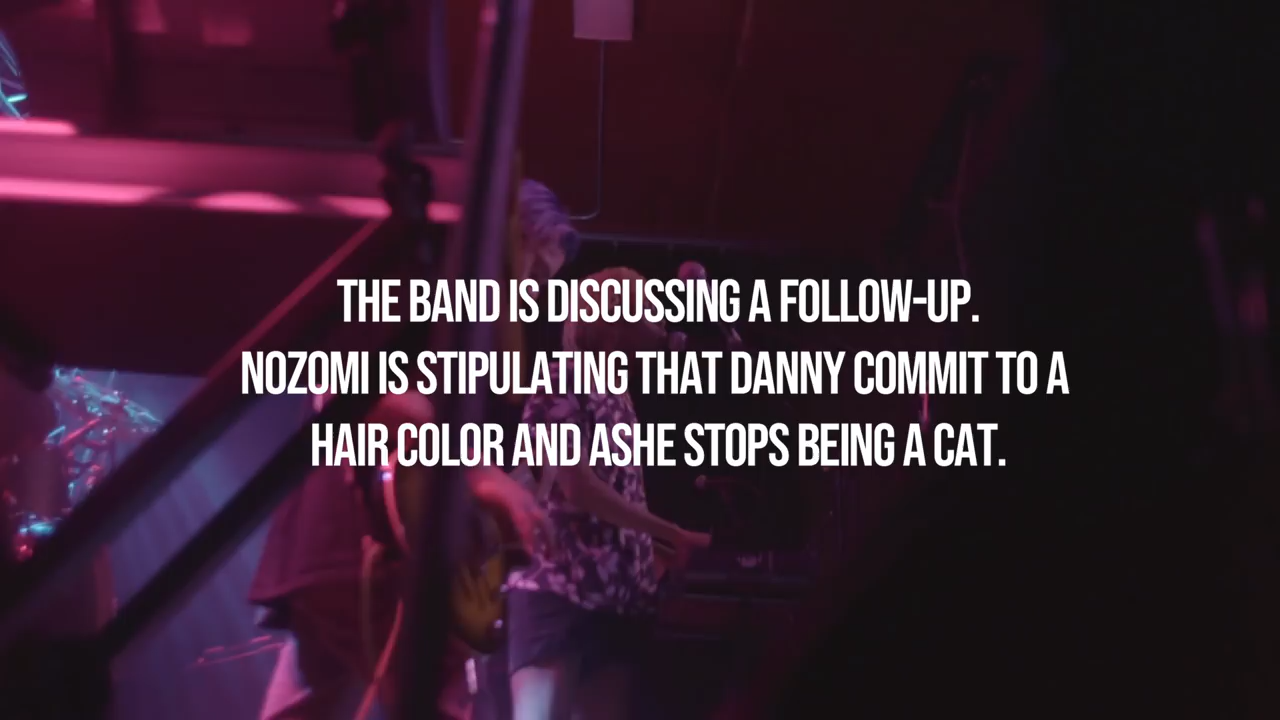 THE BAND IS DISCUSSING A FOLLOW-UP.
NOZOMI IS STIPULATING THAT DANNY COMMIT TO A
HAIR COLOR AND ASHE STOPS BEING A CAT.